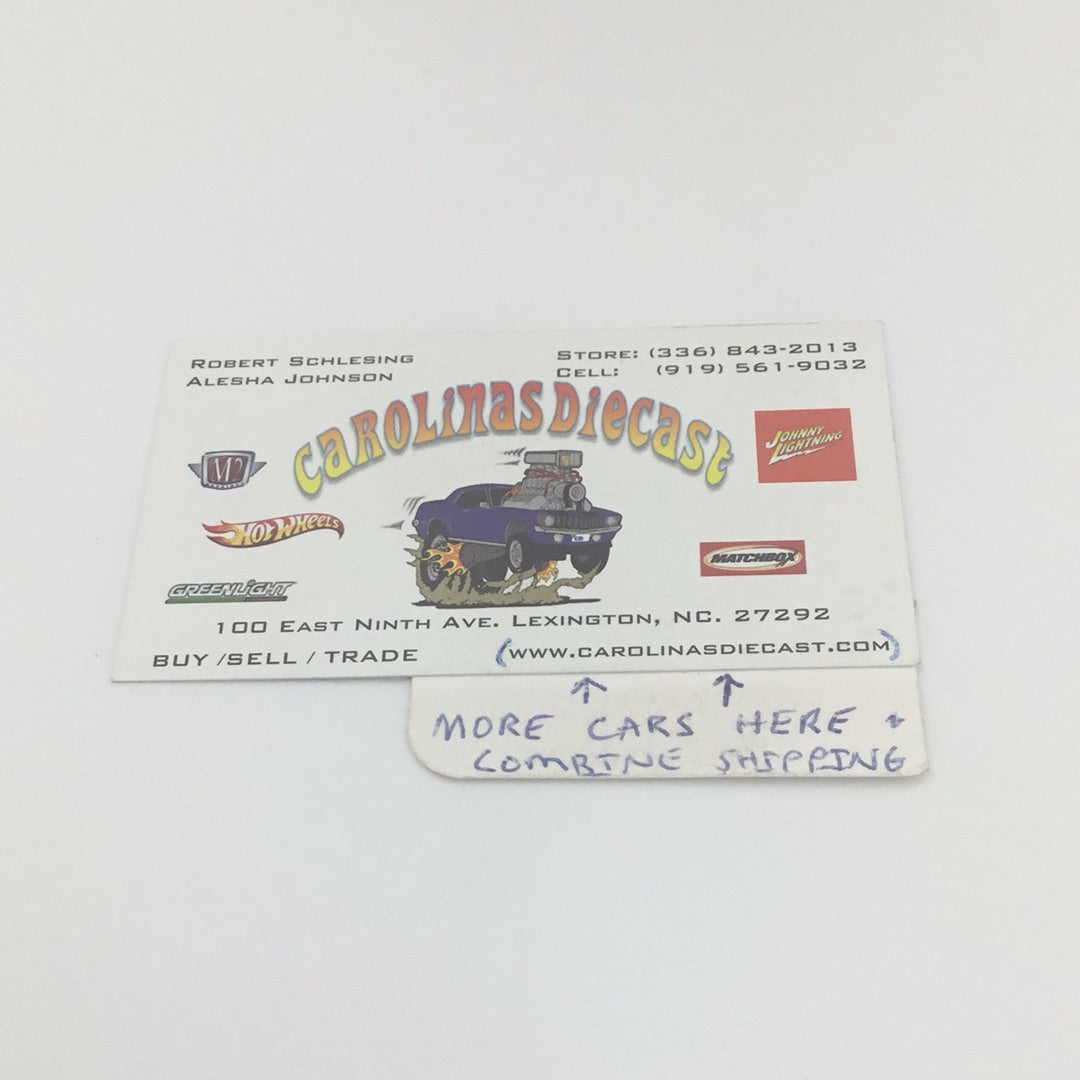 ROBERT SCHLESING
ALESHA JOHNSON
STORE: (336) 843-2013
CELL: (919) 561-9032
CAROLINAS DIECAST
M2
JOHNNY
LIGHTNING
HOT WHEELS
MATCHBOX
GREENLIGHT
CD
100 EAST NINTH AVE. LEXINGTON, NC. 27292
BUY /SELL / TRADE
(WWW.CAROLINASDIECAST.COM)
MORE CARS HERE +
COMBINE SHIPPING